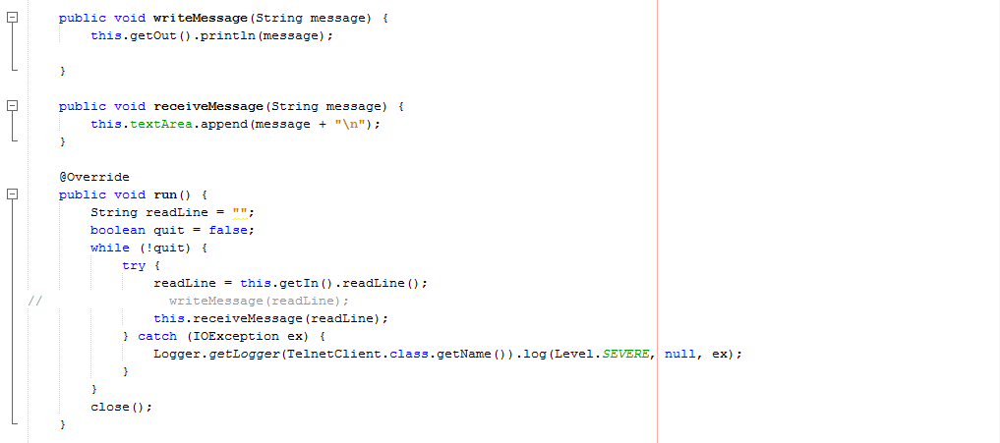 public void writeMessage(String message) {
    this.getOut().println(message);
}
public void receiveMessage(String message) {
    this.textArea.append(message + "\n");
}
@Override
public void run() {
    String readLine = "";
    boolean quit = false;
    while (!quit) {
        try {
            readLine = this.getIn().readLine();
//                writeMessage(readLine);
            this.receiveMessage(readLine);
        } catch (IOException ex) {
            Logger.getLogger(TelnetClient.class.getName()).log(Level.SEVERE, null, ex);
        }
    }
    close();
}